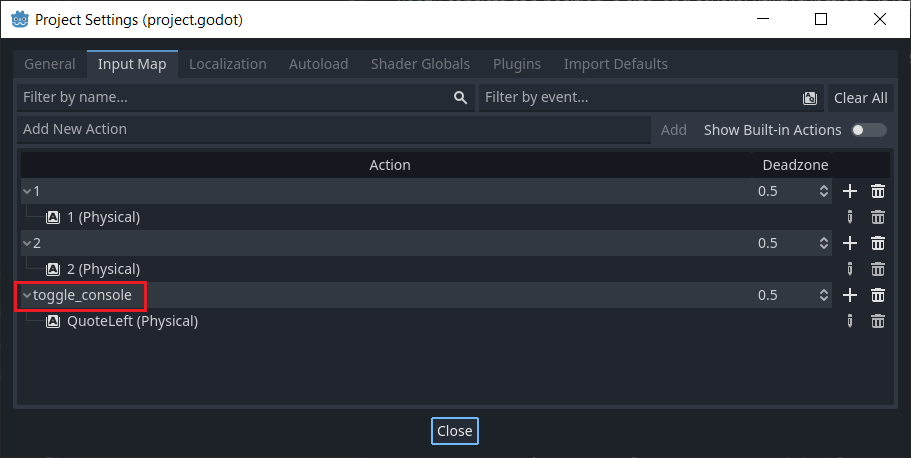 Project Settings (project.godot)
General Input Map Localization Autoload Shader Globals Plugins Import Defaults
Filter by name... Filter by event... Clear All
Add New Action Add Show Built-in Actions
Action Deadzone
1 0.5
1 (Physical)
2 0.5
2 (Physical)
toggle_console 0.5
QuoteLeft (Physical)
Close